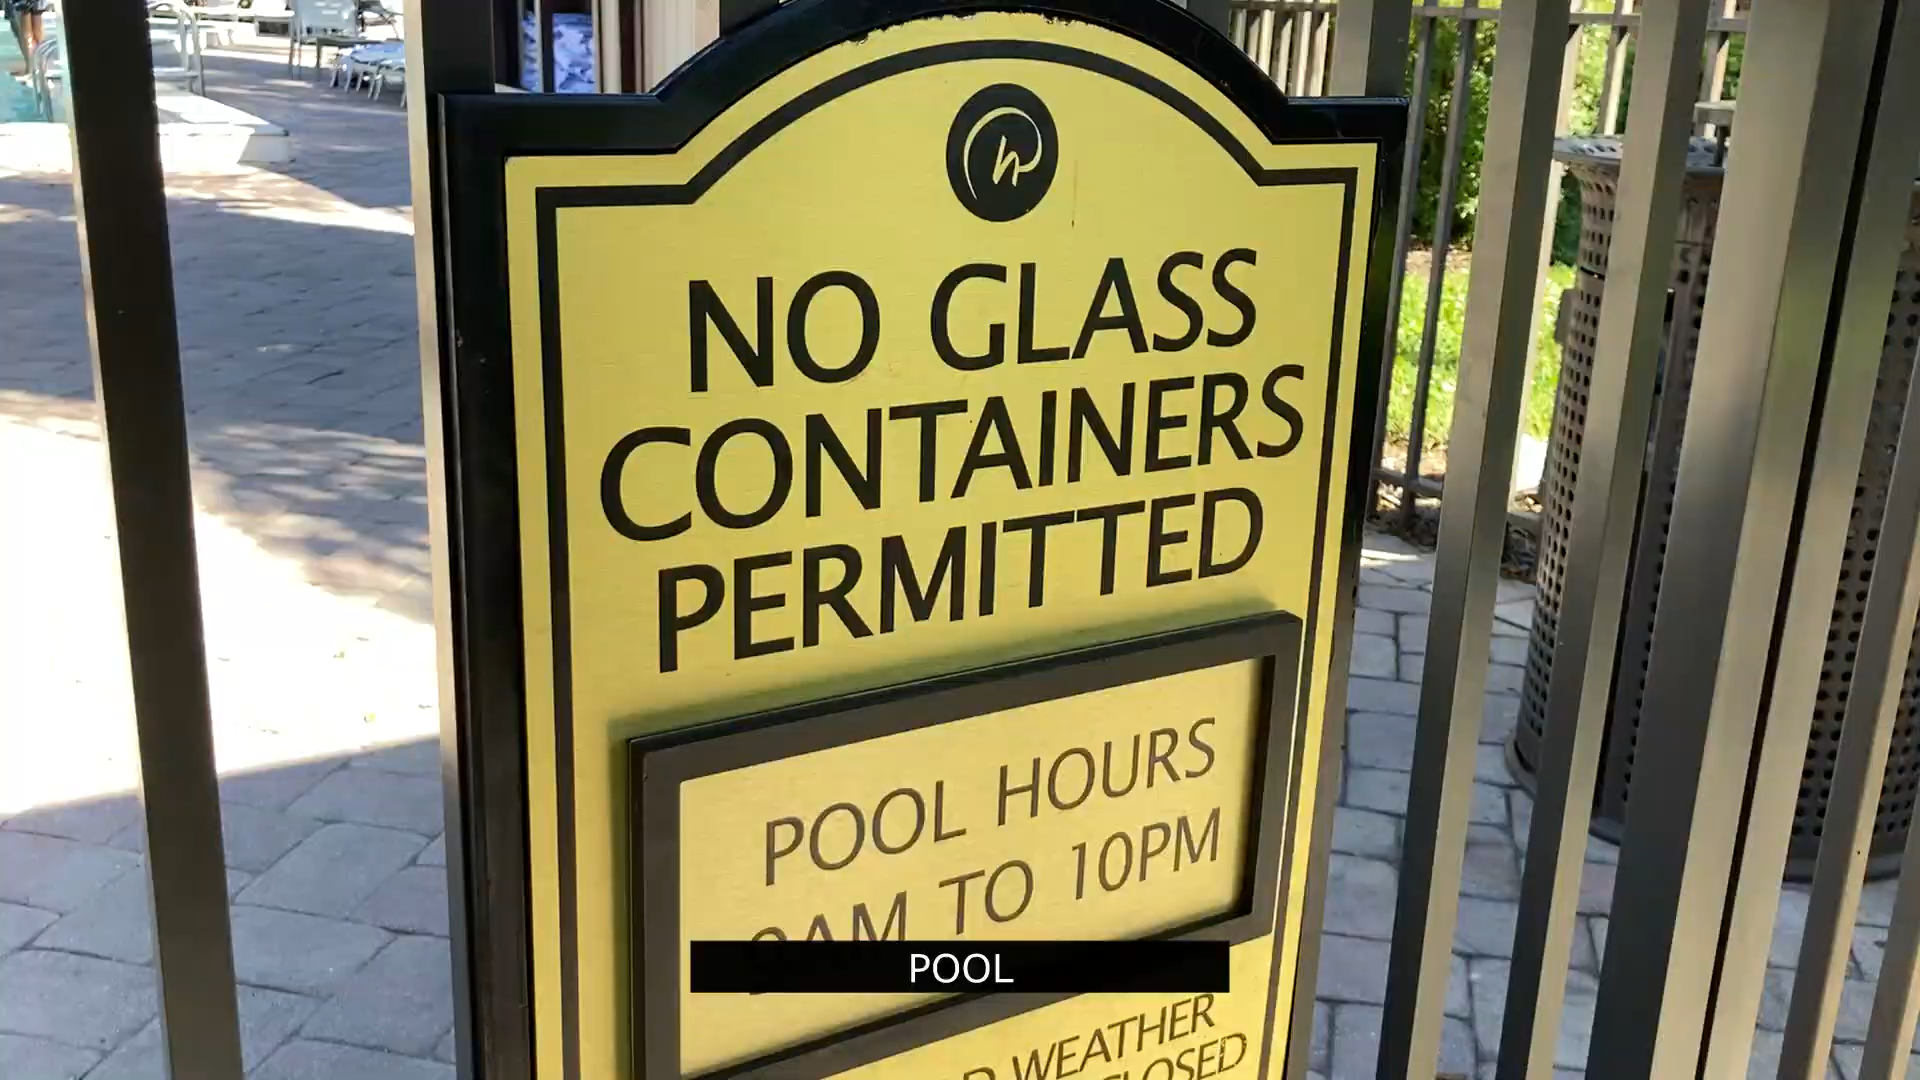 NO GLASS
CONTAINERS
PERMITTED
POOL HOURS
TO 10PM
POOL
WEATHER
CLOSED